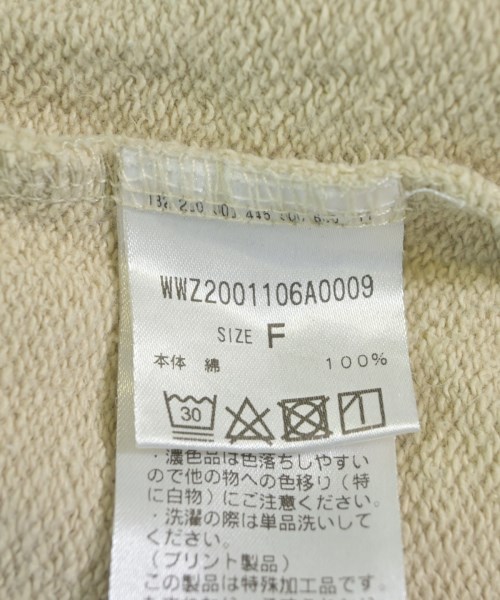 WWZ2001106A0009
SIZE F
本体 綿 100%
30
・濃色品は色落ちしやすい
ので他の物への色移り(特
に白物)にご注意ください。
・洗濯の際は単品洗いして
ください。
(プリント製品)
この製品は特殊加工品です。